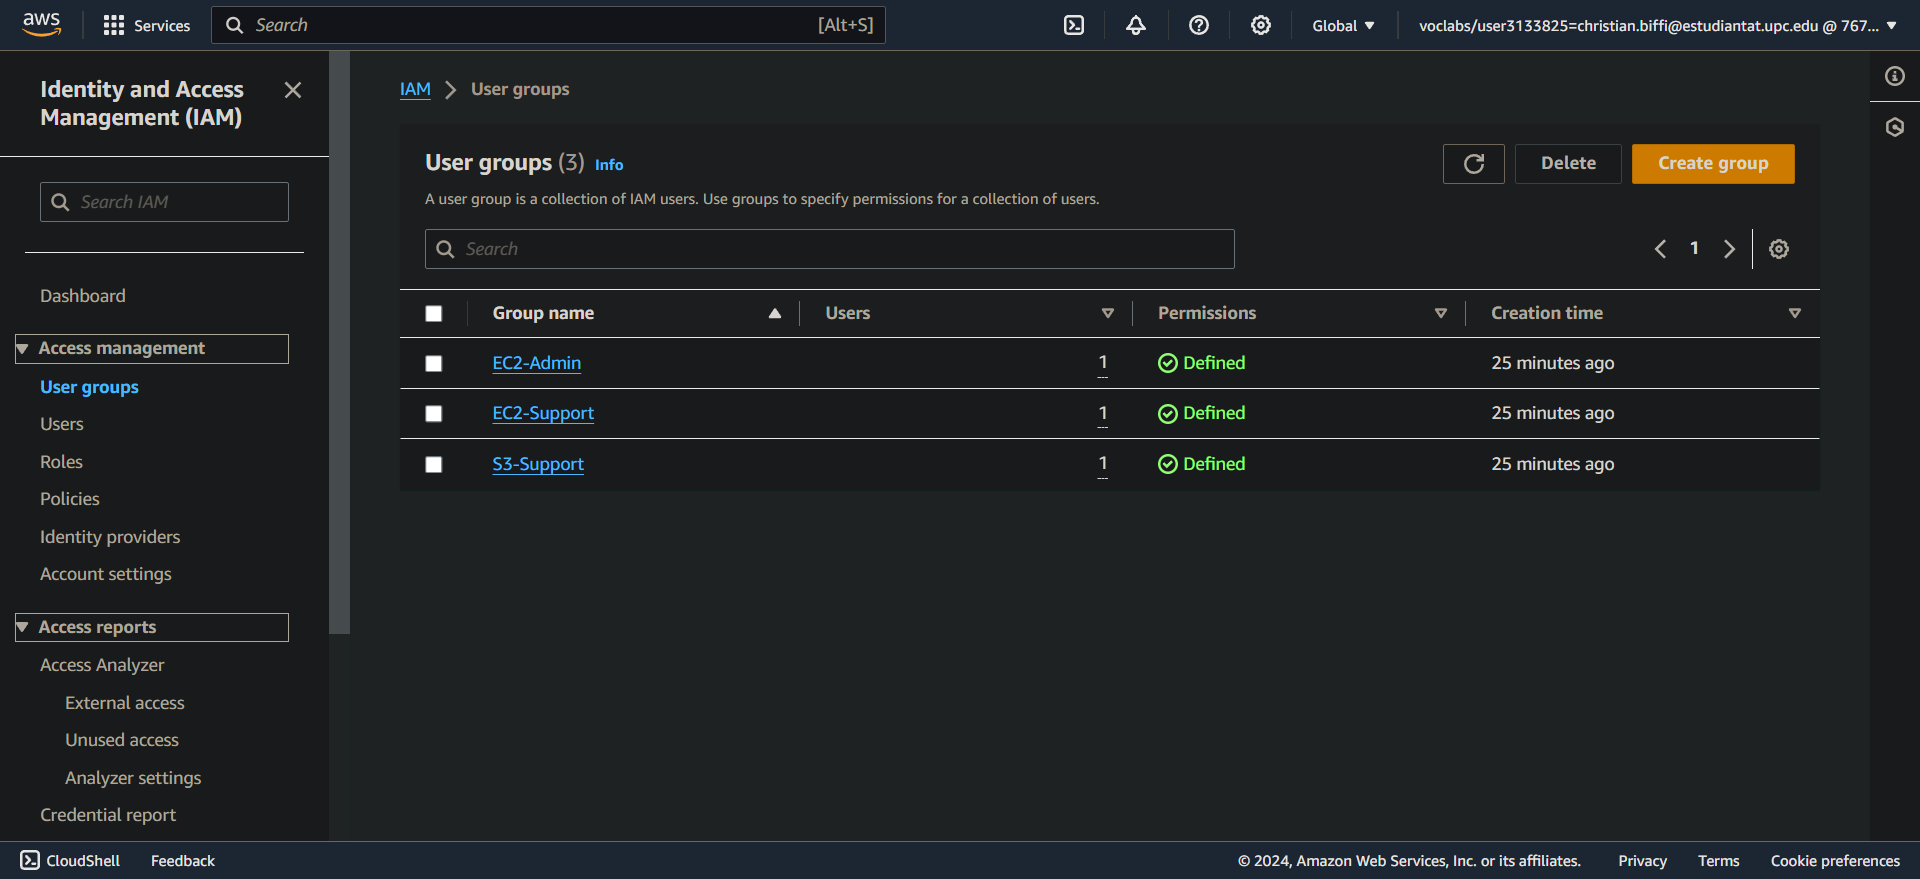 aws
Services
Search
[Alt+S]
Global
voclabs/user3133825=christian.biffi@estudiantat.upc.edu @ 767...
Identity and Access
Management (IAM)
Search IAM
Dashboard
Access management
User groups
Users
Roles
Policies
Identity providers
Account settings
Access reports
Access Analyzer
External access
Unused access
Analyzer settings
Credential report
IAM > User groups
User groups (3) Info
A user group is a collection of IAM users. Use groups to specify permissions for a collection of users.
Delete
Create group
Search
1
Group name Users Permissions Creation time
EC2-Admin 1 Defined 25 minutes ago
EC2-Support 1 Defined 25 minutes ago
S3-Support 1 Defined 25 minutes ago
CloudShell Feedback © 2024, Amazon Web Services, Inc. or its affiliates. Privacy Terms Cookie preferences